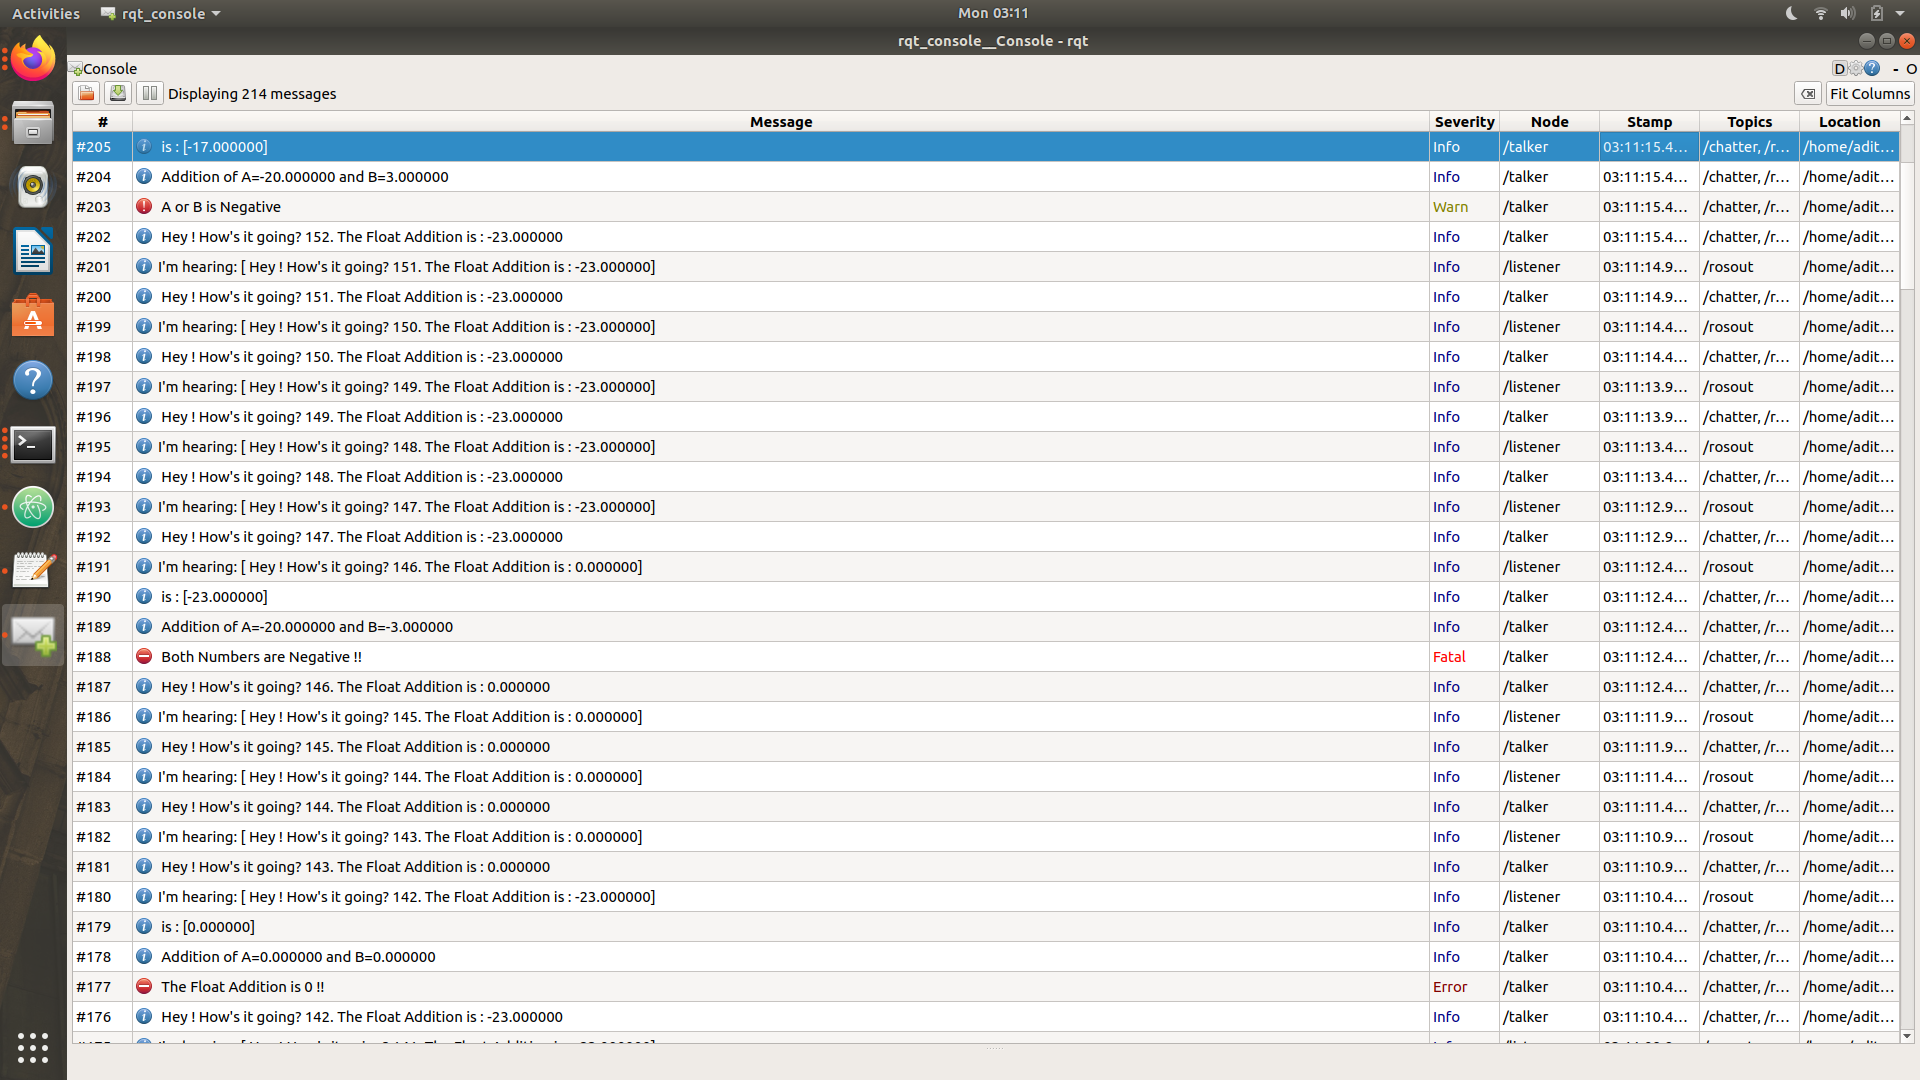 Activities rqt_console Mon 03:11
rqt_console__Console - rqt
Console D - O
Displaying 214 messages Fit Columns
# Message Severity Node Stamp Topics Location
#205 is : [-17.000000] Info /talker 03:11:15.4... /chatter, /r... /home/adit...
#204 Addition of A=-20.000000 and B=3.000000 Info /talker 03:11:15.4... /chatter, /r... /home/adit...
#203 A or B is Negative Warn /talker 03:11:15.4... /chatter, /r... /home/adit...
#202 Hey ! How's it going? 152. The Float Addition is : -23.000000 Info /talker 03:11:15.4... /chatter, /r... /home/adit...
#201 I'm hearing: [ Hey ! How's it going? 151. The Float Addition is : -23.000000] Info /listener 03:11:14.9... /rosout /home/adit...
#200 Hey ! How's it going? 151. The Float Addition is : -23.000000 Info /talker 03:11:14.9... /chatter, /r... /home/adit...
#199 I'm hearing: [ Hey ! How's it going? 150. The Float Addition is : -23.000000] Info /listener 03:11:14.4... /rosout /home/adit...
#198 Hey ! How's it going? 150. The Float Addition is : -23.000000 Info /talker 03:11:14.4... /chatter, /r... /home/adit...
#197 I'm hearing: [ Hey ! How's it going? 149. The Float Addition is : -23.000000] Info /listener 03:11:13.9... /rosout /home/adit...
#196 Hey ! How's it going? 149. The Float Addition is : -23.000000 Info /talker 03:11:13.9... /chatter, /r... /home/adit...
#195 I'm hearing: [ Hey ! How's it going? 148. The Float Addition is : -23.000000] Info /listener 03:11:13.4... /rosout /home/adit...
#194 Hey ! How's it going? 148. The Float Addition is : -23.000000 Info /talker 03:11:13.4... /chatter, /r... /home/adit...
#193 I'm hearing: [ Hey ! How's it going? 147. The Float Addition is : -23.000000] Info /listener 03:11:12.9... /rosout /home/adit...
#192 Hey ! How's it going? 147. The Float Addition is : -23.000000 Info /talker 03:11:12.9... /chatter, /r... /home/adit...
#191 I'm hearing: [ Hey ! How's it going? 146. The Float Addition is : 0.000000] Info /listener 03:11:12.4... /rosout /home/adit...
#190 is : [-23.000000] Info /talker 03:11:12.4... /chatter, /r... /home/adit...
#189 Addition of A=-20.000000 and B=-3.000000 Info /talker 03:11:12.4... /chatter, /r... /home/adit...
#188 Both Numbers are Negative !! Fatal /talker 03:11:12.4... /chatter, /r... /home/adit...
#187 Hey ! How's it going? 146. The Float Addition is : 0.000000 Info /talker 03:11:12.4... /chatter, /r... /home/adit...
#186 I'm hearing: [ Hey ! How's it going? 145. The Float Addition is : 0.000000] Info /listener 03:11:11.9... /rosout /home/adit...
#185 Hey ! How's it going? 145. The Float Addition is : 0.000000 Info /talker 03:11:11.9... /chatter, /r... /home/adit...
#184 I'm hearing: [ Hey ! How's it going? 144. The Float Addition is : 0.000000] Info /listener 03:11:11.4... /rosout /home/adit...
#183 Hey ! How's it going? 144. The Float Addition is : 0.000000 Info /talker 03:11:11.4... /chatter, /r... /home/adit...
#182 I'm hearing: [ Hey ! How's it going? 143. The Float Addition is : 0.000000] Info /listener 03:11:10.9... /rosout /home/adit...
#181 Hey ! How's it going? 143. The Float Addition is : 0.000000 Info /talker 03:11:10.9... /chatter, /r... /home/adit...
#180 I'm hearing: [ Hey ! How's it going? 142. The Float Addition is : -23.000000] Info /listener 03:11:10.4... /rosout /home/adit...
#179 is : [0.000000] Info /talker 03:11:10.4... /chatter, /r... /home/adit...
#178 Addition of A=0.000000 and B=0.000000 Info /talker 03:11:10.4... /chatter, /r... /home/adit...
#177 The Float Addition is 0 !! Error /talker 03:11:10.4... /chatter, /r... /home/adit...
#176 Hey ! How's it going? 142. The Float Addition is : -23.000000 Info /talker 03:11:10.4... /chatter, /r... /home/adit...